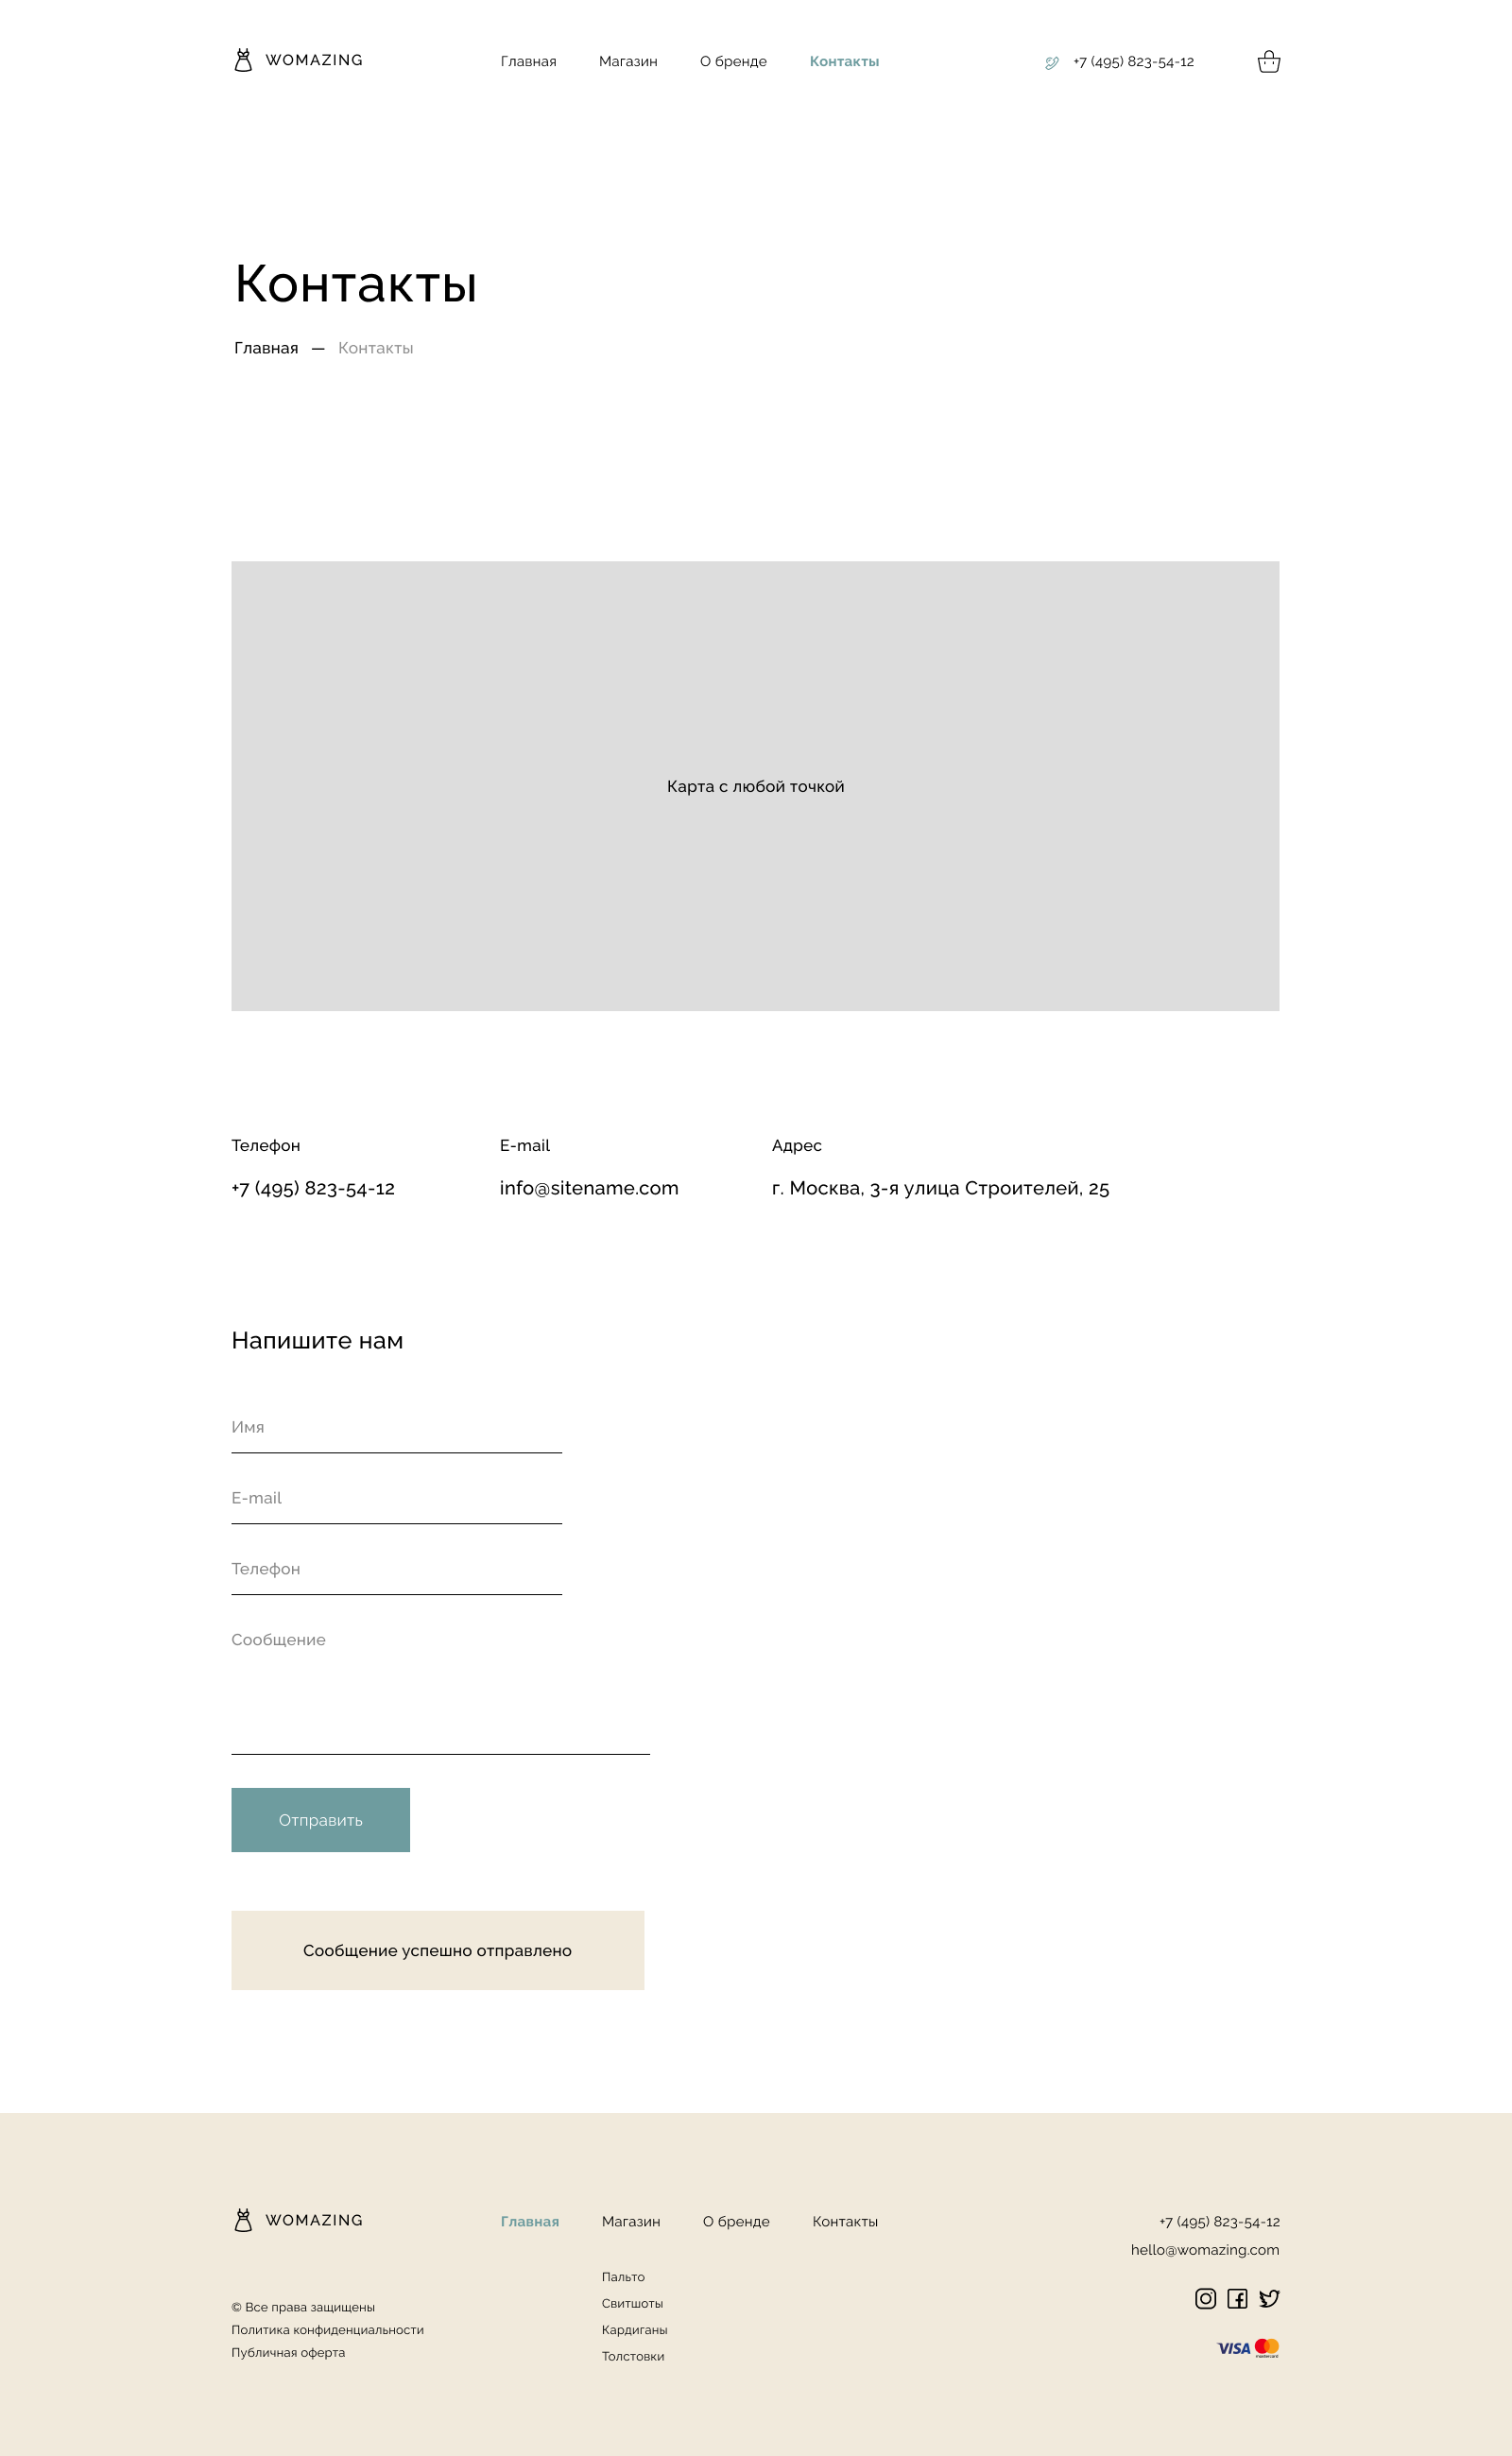 WOMAZING
Главная Магазин О бренде Контакты
+7 (495) 823-54-12
Контакты
Главная — Контакты
Карта с любой точкой
Телефон
+7 (495) 823-54-12
E-mail
info@sitename.com
Адрес
г. Москва, 3-я улица Строителей, 25
Напишите нам
Имя
E-mail
Телефон
Сообщение
Отправить
Сообщение успешно отправлено
WOMAZING
© Все права защищены
Политика конфиденциальности
Публичная оферта
Главная Магазин О бренде Контакты
Пальто
Свитшоты
Кардиганы
Толстовки
+7 (495) 823-54-12
hello@womazing.com
VISA
mastercard